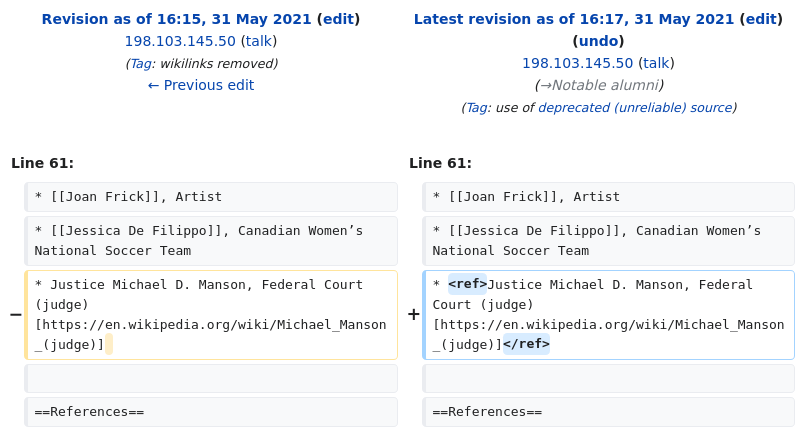 Revision as of 16:15, 31 May 2021 (edit)
198.103.145.50 (talk)
(Tag: wikilinks removed)
← Previous edit
Latest revision as of 16:17, 31 May 2021 (edit)
(undo)
198.103.145.50 (talk)
(→Notable alumni)
(Tag: use of deprecated (unreliable) source)
Line 61:
Line 61:
* [[Joan Frick]], Artist
* [[Joan Frick]], Artist
* [[Jessica De Filippo]], Canadian Women’s
National Soccer Team
* [[Jessica De Filippo]], Canadian Women’s
National Soccer Team
−
* Justice Michael D. Manson, Federal Court
(judge)
[https://en.wikipedia.org/wiki/Michael_Manson
_(judge)]
+
* <ref>Justice Michael D. Manson, Federal
Court (judge)
[https://en.wikipedia.org/wiki/Michael_Manson
_(judge)]</ref>
==References==
==References==